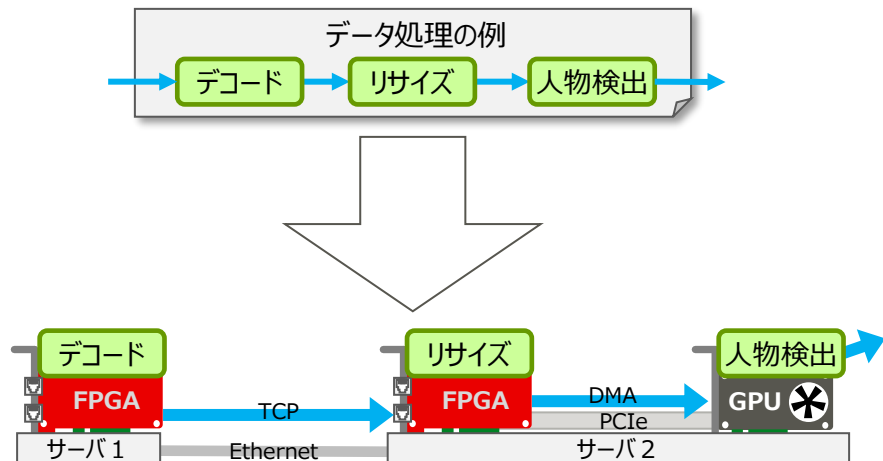 データ処理の例
デコード
リサイズ
人物検出
デコード
リサイズ
人物検出
FPGA
TCP
FPGA
DMA
PCIe
GPU
サーバ 1
Ethernet
サーバ 2